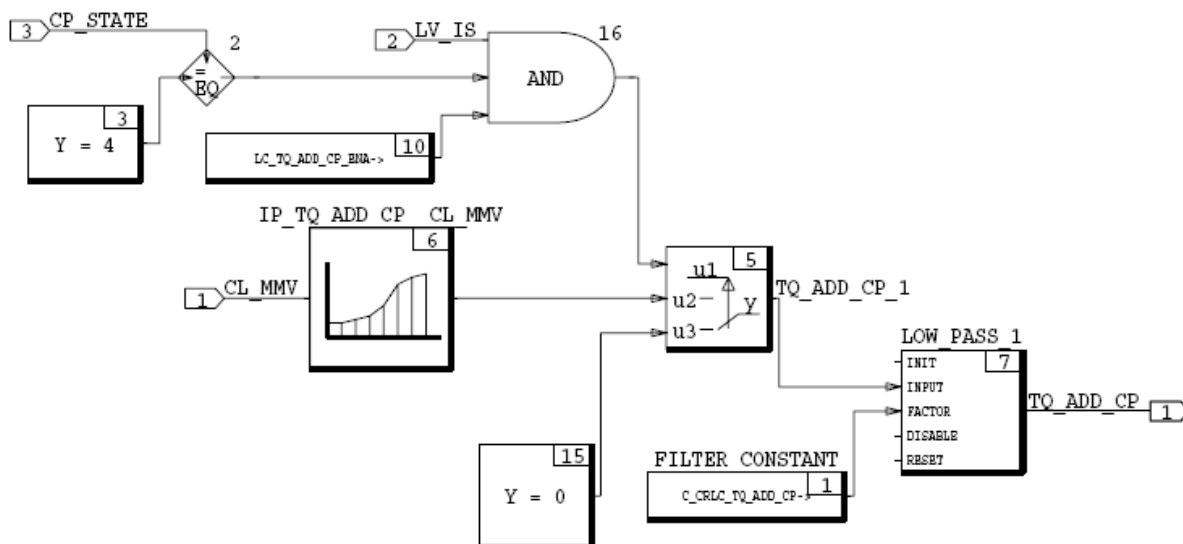 CP_STATE
3
2
LV_IS
2
16
=
EQ
AND
3
Y = 4
10
LC_TQ_ADD_CP_ENA->
IP_TQ_ADD_CP__CL_MMV
6
5
u1
CL_MMV
1
u2
y
TQ_ADD_CP_1
u3
LOW_PASS_1
INIT
7
INPUT
FACTOR
TQ_ADD_CP
1
DISABLE
RESET
15
Y = 0
FILTER CONSTANT
1
C_CRLC_TQ_ADD_CP->